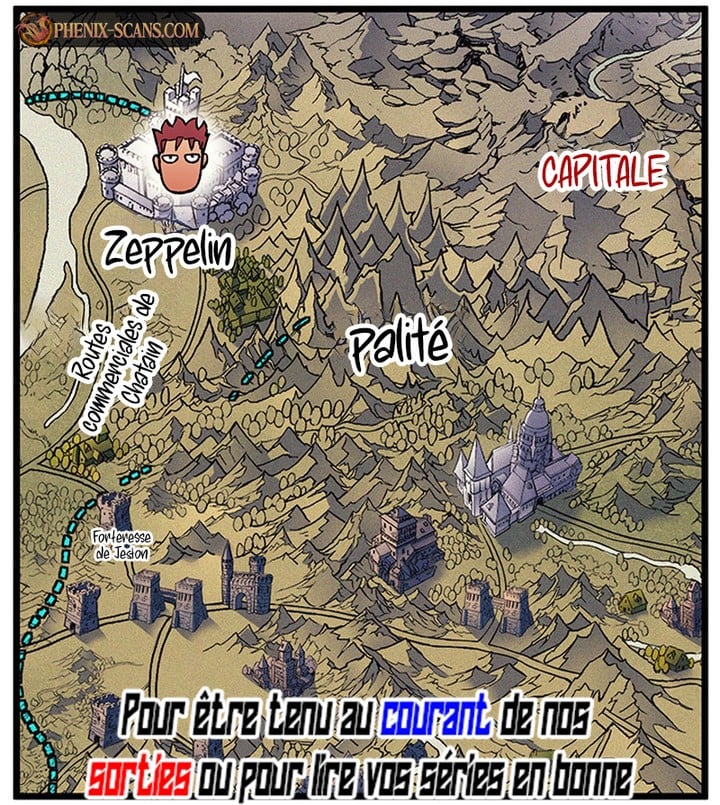 PHENIX-SCANS.COM
CAPITALE
Zeppelin
Palité
Routes
commerciales de
Chatain
Forteresse
de Jeston
Pour être tenu au courant de nos
sorties ou pour lire vos séries en bonne